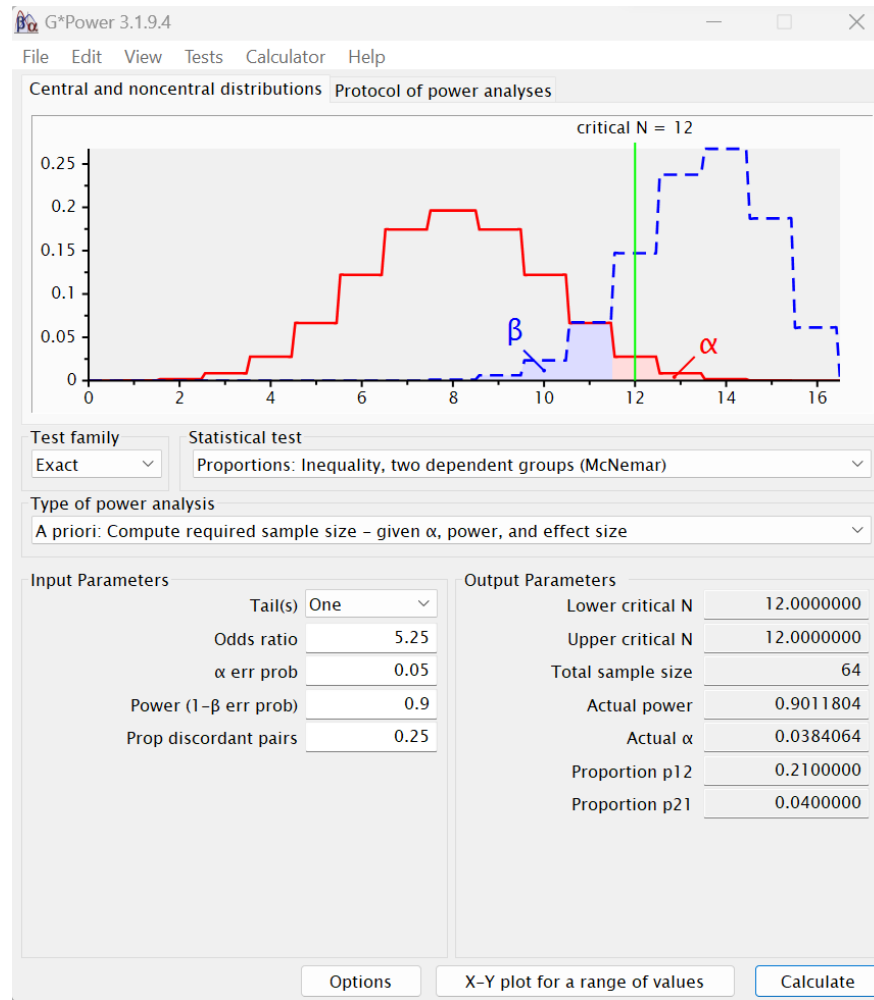 G*Power 3.1.9.4
File Edit View Tests Calculator Help
Central and noncentral distributions Protocol of power analyses
critical N = 12
0.25
0.2
0.15
0.1
0.05
0
β
α
0 2 4 6 8 10 12 14 16
Test family Statistical test
Exact Proportions: Inequality, two dependent groups (McNemar)
Type of power analysis
A priori: Compute required sample size – given α, power, and effect size
Input Parameters
Tail(s) One
Odds ratio 5.25
α err prob 0.05
Power (1-β err prob) 0.9
Prop discordant pairs 0.25
Output Parameters
Lower critical N 12.0000000
Upper critical N 12.0000000
Total sample size 64
Actual power 0.9011804
Actual α 0.0384064
Proportion p12 0.2100000
Proportion p21 0.0400000
Options X-Y plot for a range of values Calculate